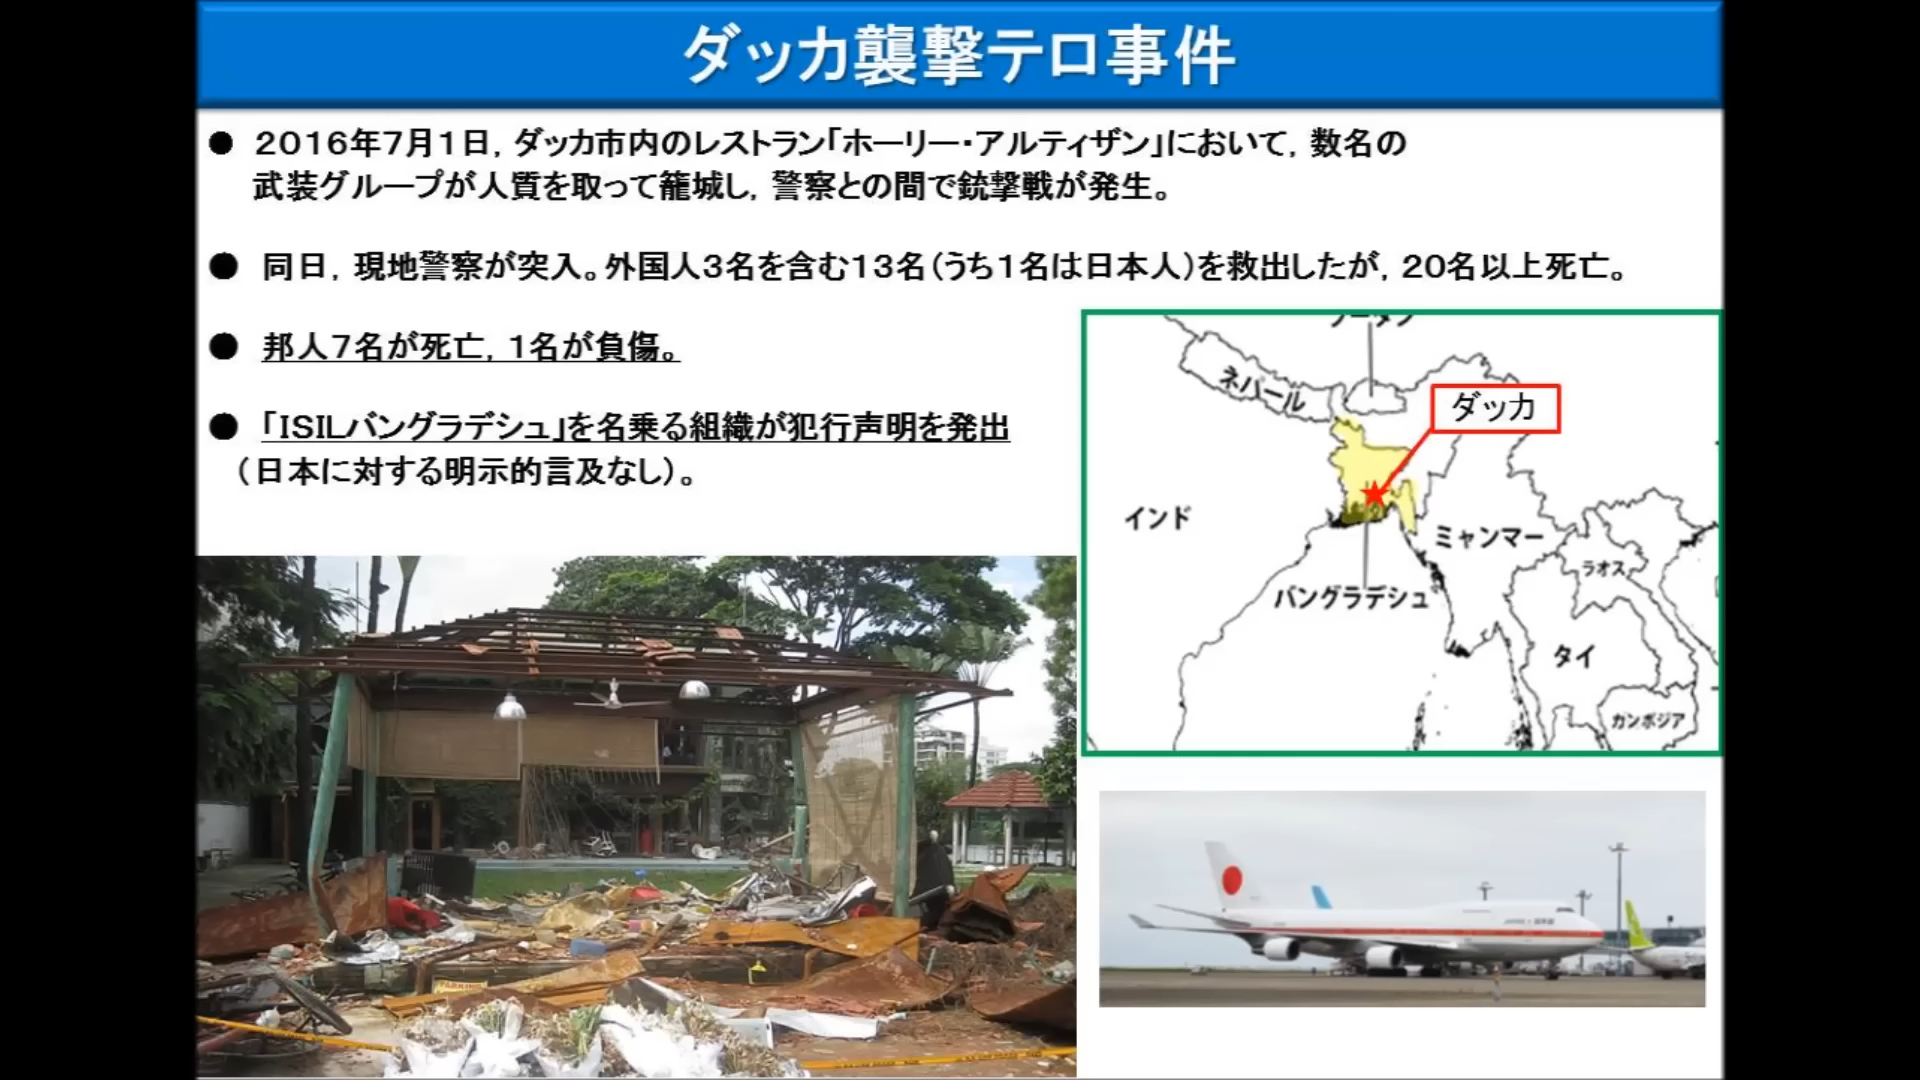 ダッカ襲撃テロ事件
● 2016年7月1日，ダッカ市内のレストラン「ホーリー・アルティザン」において，数名の
武装グループが人質を取って籠城し，警察との間で銃撃戦が発生。
● 同日，現地警察が突入。外国人3名を含む13名（うち1名は日本人）を救出したが，20名以上死亡。
● 邦人7名が死亡，1名が負傷。
● 「ISILバングラデシュ」を名乗る組織が犯行声明を発出
（日本に対する明示的言及なし）。
ネパール
ダッカ
インド
ミャンマー
ラオス
バングラデシュ
タイ
カンボジア
PARKING